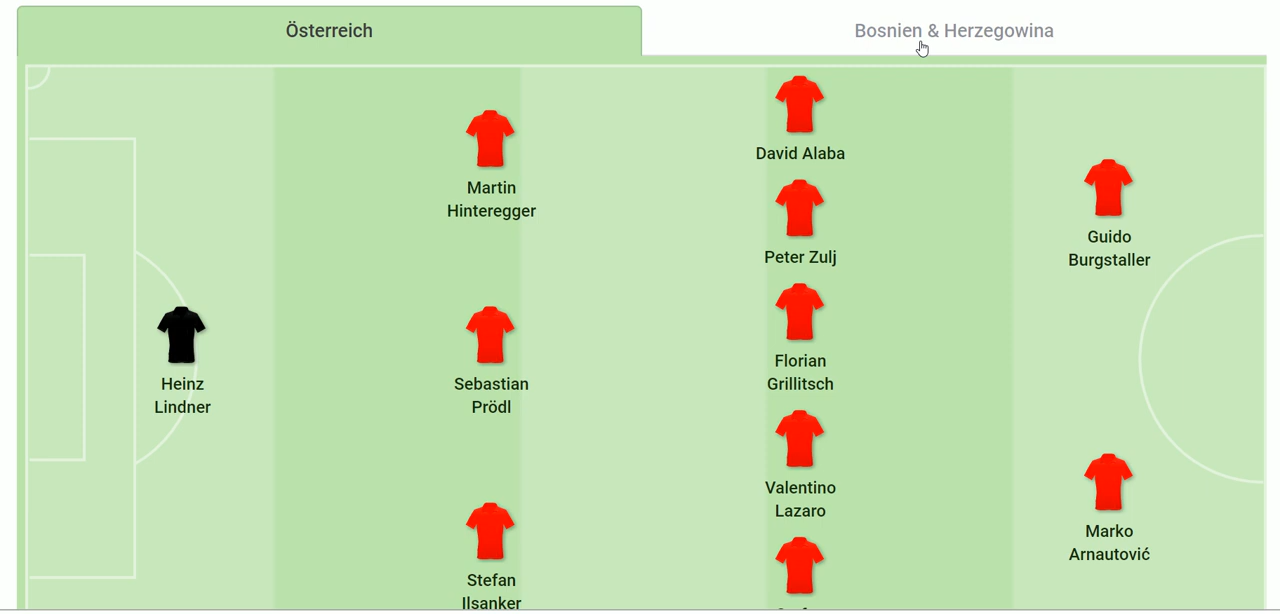 Österreich
Bosnien & Herzegowina
Heinz
Lindner
Martin
Hinteregger
Sebastian
Prödl
Stefan
Ilsanker
David Alaba
Peter Zulj
Florian
Grillitsch
Valentino
Lazaro
Guido
Burgstaller
Marko
Arnautović